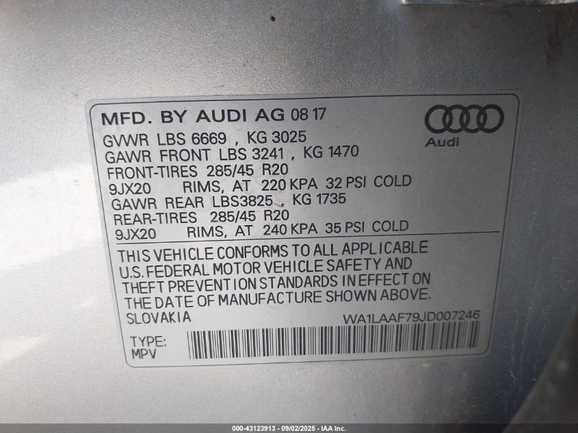 MFD. BY AUDI AG 08 17
GVWR LBS 6669 , KG 3025
GAWR FRONT LBS 3241 , KG 1470
FRONT-TIRES 285/45 R20
9JX20 RIMS, AT 220 KPA 32 PSI COLD
GAWR REAR LBS3825 , KG 1735
REAR-TIRES 285/45 R20
9JX20 RIMS, AT 240 KPA 35 PSI COLD
Audi
THIS VEHICLE CONFORMS TO ALL APPLICABLE
U.S. FEDERAL MOTOR VEHICLE SAFETY AND
THEFT PREVENTION STANDARDS IN EFFECT ON
THE DATE OF MANUFACTURE SHOWN ABOVE.
SLOVAKIA WA1LAAF79JD007246
TYPE:
MPV
000-43123913 - 09/02/2025 - IAA Inc.